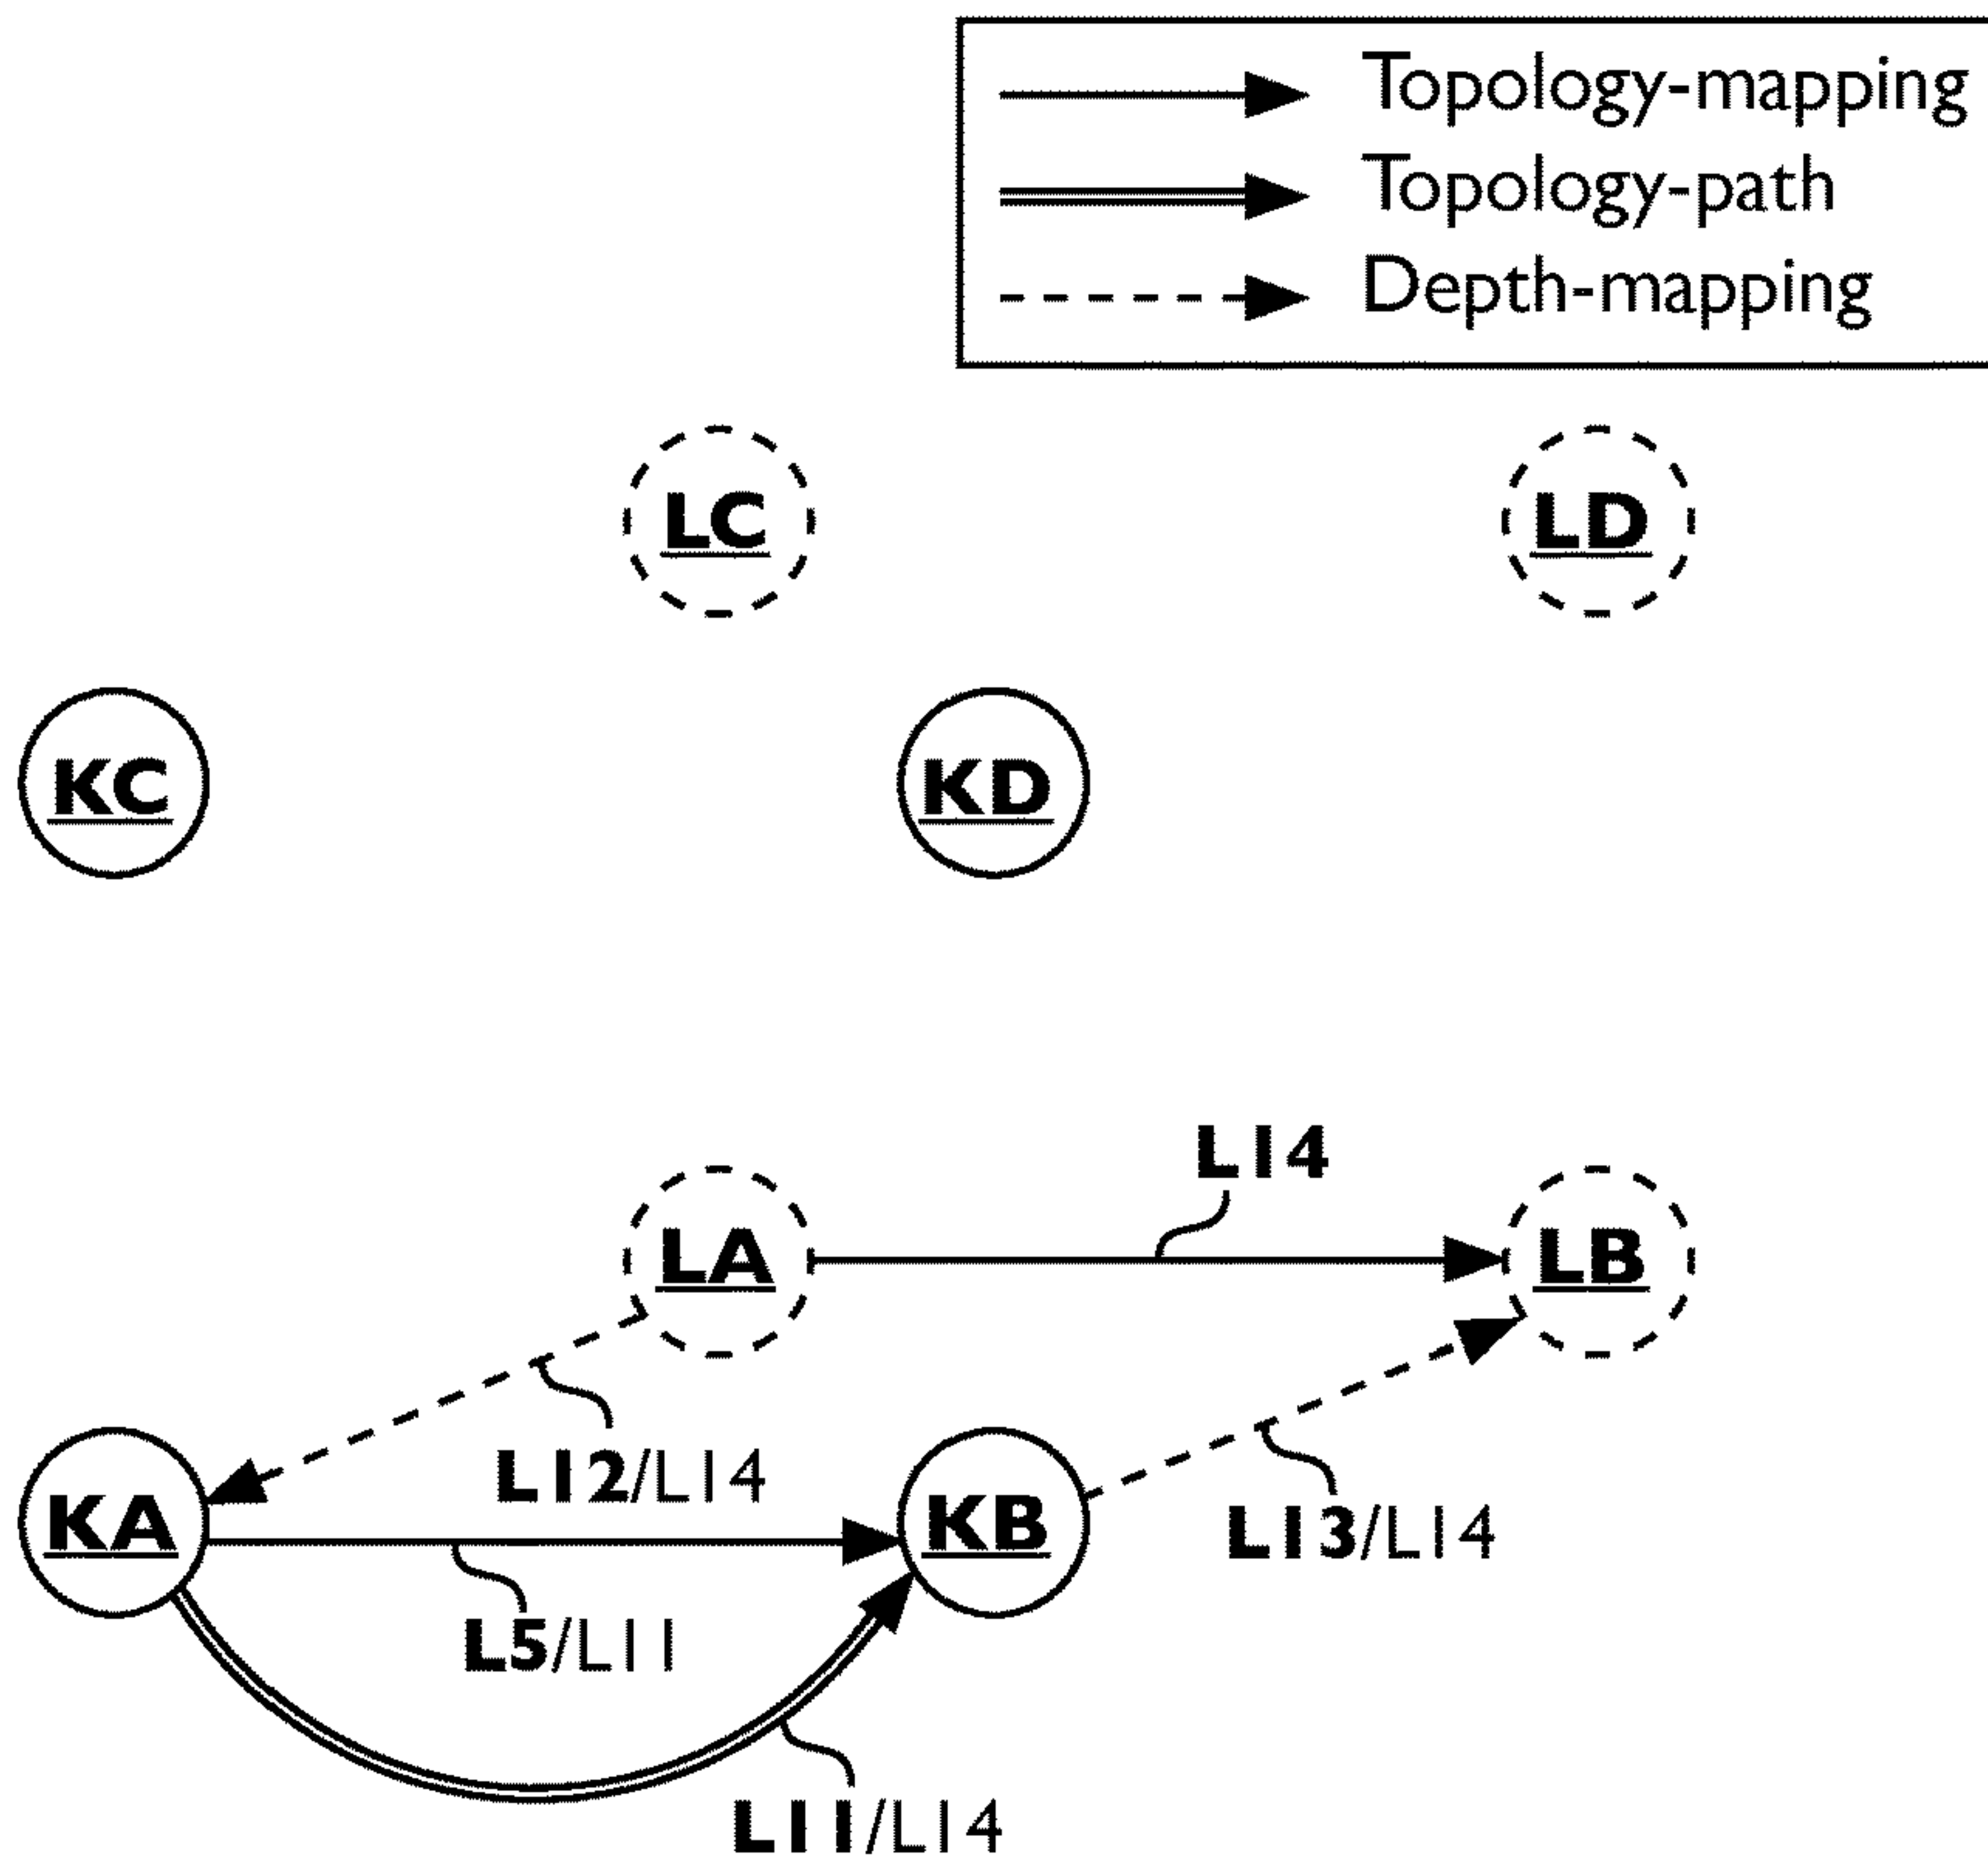 Topology-mapping
Topology-path
Depth-mapping
LC
LD
KC
KD
L14
LA
LB
L12/L14
KA
KB
L13/L14
L5/L11
L11/L14